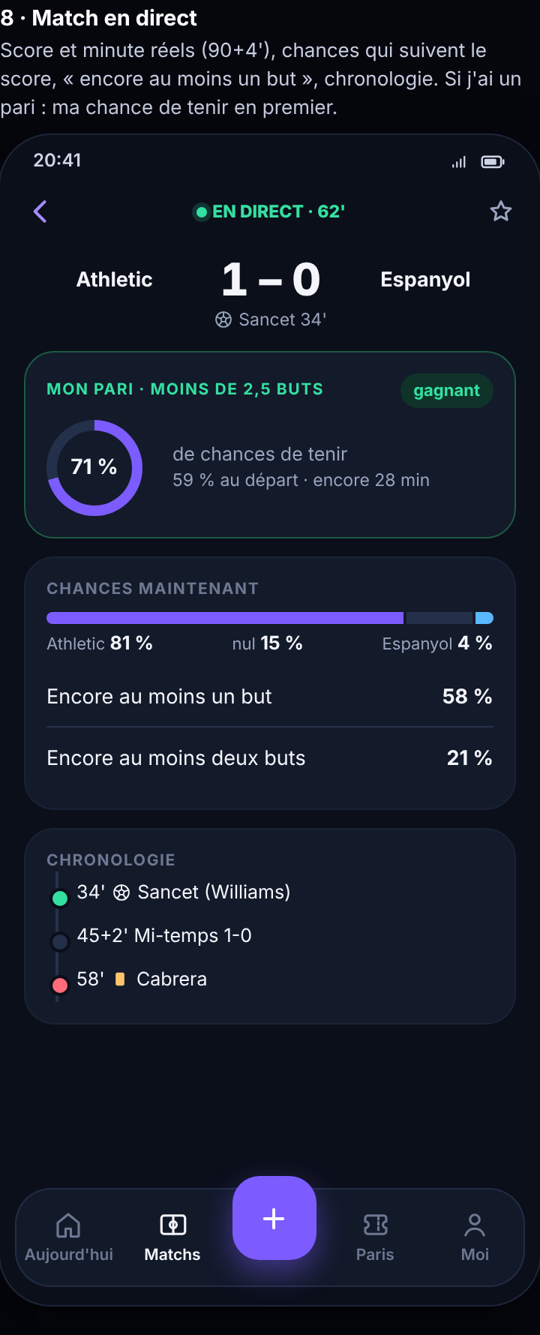 8 · Match en direct
Score et minute réels (90+4'), chances qui suivent le
score, « encore au moins un but », chronologie. Si j'ai un
pari : ma chance de tenir en premier.
20:41
EN DIRECT · 62'
Athletic 1 – 0 Espanyol
Sancet 34'
MON PARI · MOINS DE 2,5 BUTS gagnant
71 %
de chances de tenir
59 % au départ · encore 28 min
CHANCES MAINTENANT
Athletic 81 % nul 15 % Espanyol 4 %
Encore au moins un but 58 %
Encore au moins deux buts 21 %
CHRONOLOGIE
34' Sancet (Williams)
45+2' Mi-temps 1-0
58' Cabrera
+
Aujourd'hui Matchs Paris Moi